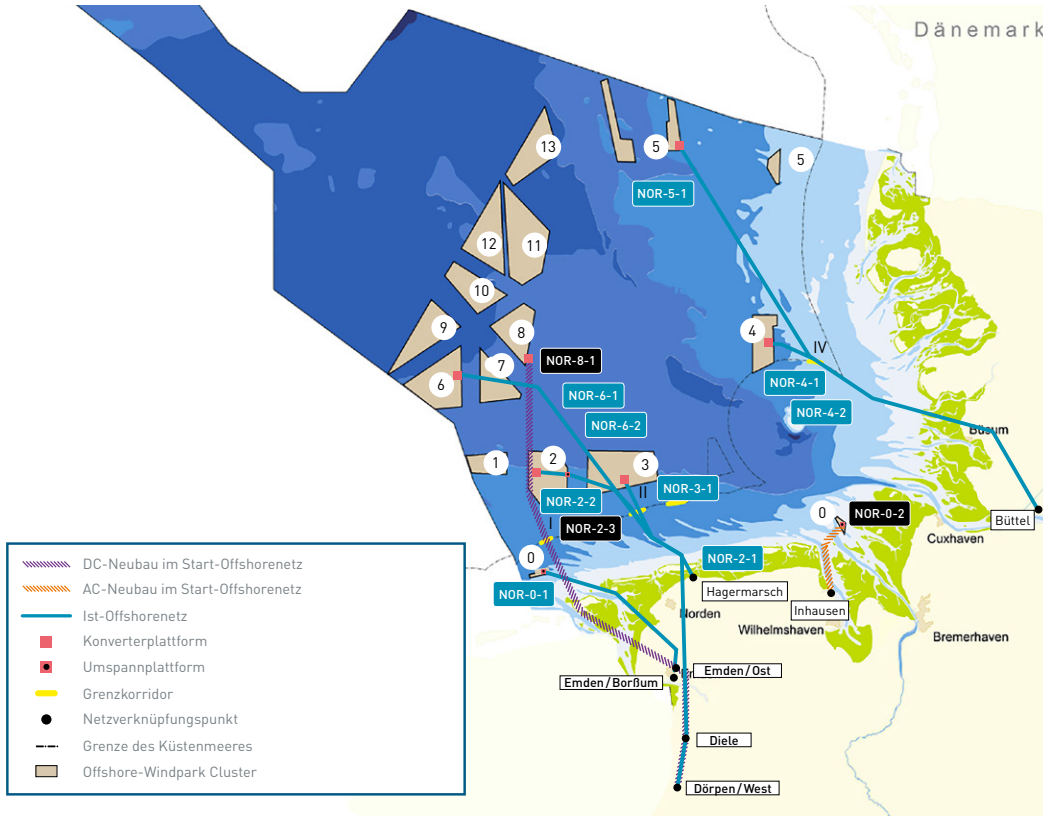 Dänemark
13
5
5
NOR-5-1
12
11
10
9
8
4
IV
NOR-8-1
7
6
NOR-4-1
NOR-6-1
NOR-4-2
NOR-6-2
Büsum
1
2
3
NOR-3-1
II
NOR-2-2
0
NOR-0-2
I
NOR-2-3
Büttel
Cuxhaven
0
NOR-2-1
NOR-0-1
Hagermarsch
Norden
Inhausen
Wilhelmshaven
Bremerhaven
Emden/Ost
Emden/Borßum
Diele
Dörpen/West
DC-Neubau im Start-Offshorenetz
AC-Neubau im Start-Offshorenetz
Ist-Offshorenetz
Konverterplattform
Umspannplattform
Grenzkorridor
Netzverknüpfungspunkt
Grenze des Küstenmeeres
Offshore-Windpark Cluster